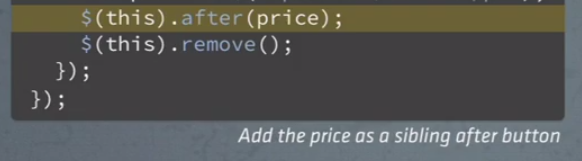 $(this).after(price);
$(this).remove();
});
});
Add the price as a sibling after button